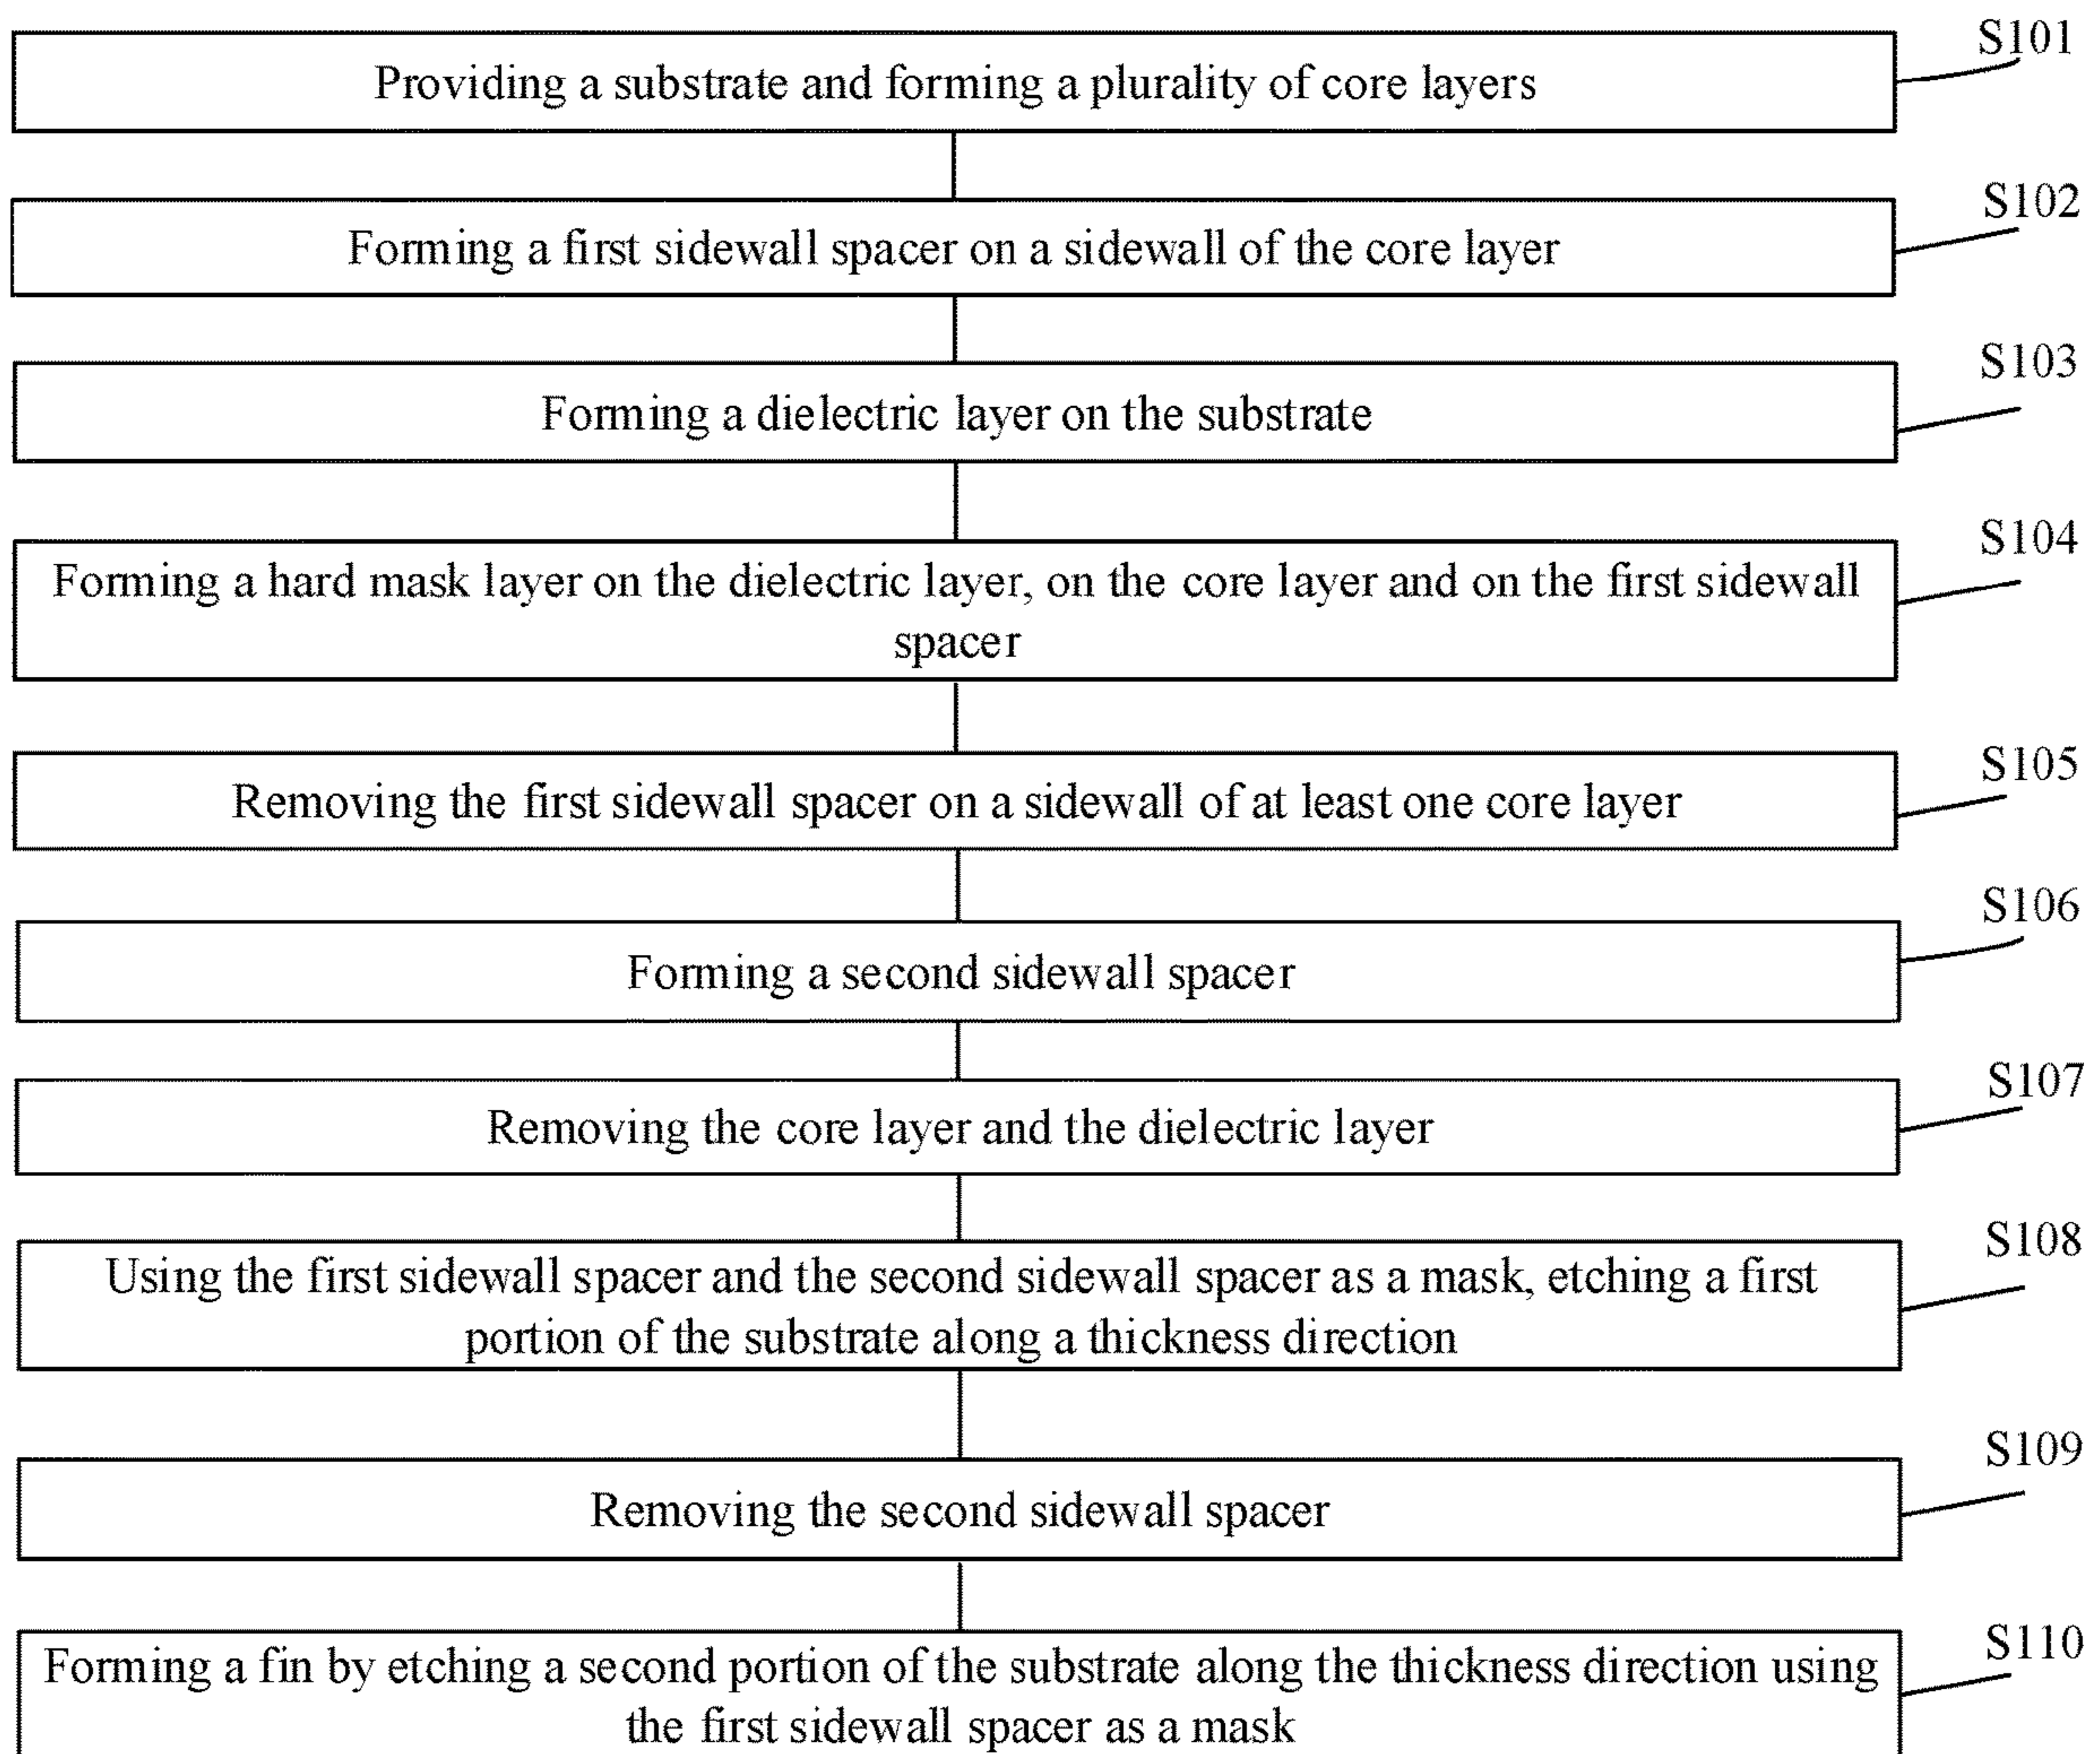 S101
Providing a substrate and forming a plurality of core layers
S102
Forming a first sidewall spacer on a sidewall of the core layer
S103
Forming a dielectric layer on the substrate
S104
Forming a hard mask layer on the dielectric layer, on the core layer and on the first sidewall
spacer
S105
Removing the first sidewall spacer on a sidewall of at least one core layer
S106
Forming a second sidewall spacer
S107
Removing the core layer and the dielectric layer
S108
Using the first sidewall spacer and the second sidewall spacer as a mask, etching a first
portion of the substrate along a thickness direction
S109
Removing the second sidewall spacer
S110
Forming a fin by etching a second portion of the substrate along the thickness direction using
the first sidewall spacer as a mask